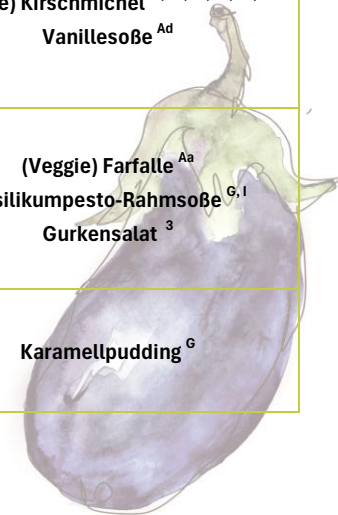 Kirschmichel
Vanillesoße Ad
(Veggie) Farfalle Aa
silikumpesto-Rahmsoße G, I
Gurkensalat 3
Karamellpudding G